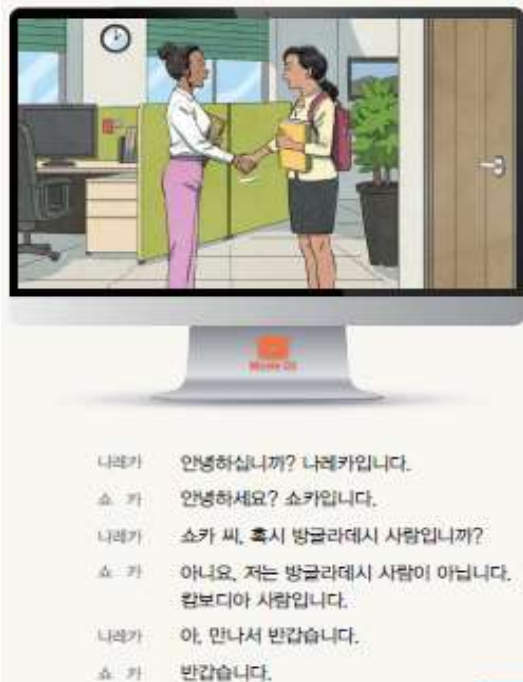 나레카 안녕하십니까? 나레카입니다.
쇼 카 안녕하세요? 쇼카입니다.
나레카 쇼카 씨, 혹시 방글라데시 사람입니까?
쇼 카 아니요, 저는 방글라데시 사람이 아닙니다.
캄보디아 사람입니다.
나레카 아, 만나서 반갑습니다.
쇼 카 반갑습니다.